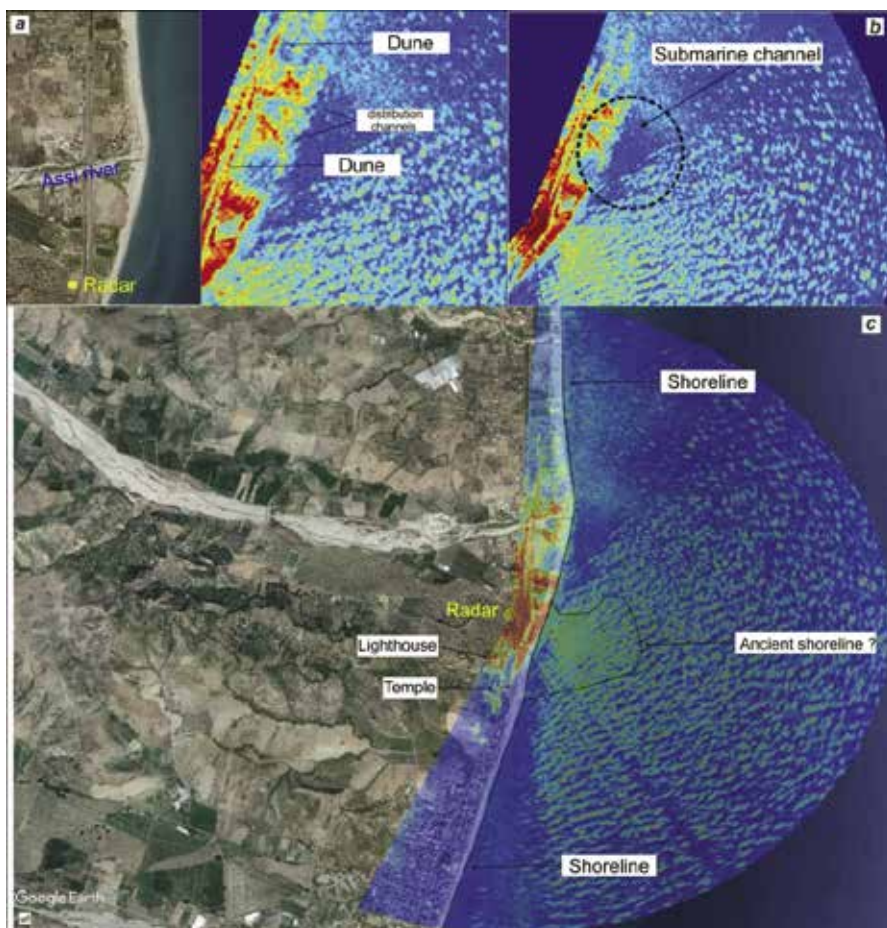 a
Assi river
Radar
Dune
distribution
channels
Dune
b
Submarine channel
c
Shoreline
Radar
Lighthouse
Temple
Ancient shoreline ?
Shoreline
Google Earth